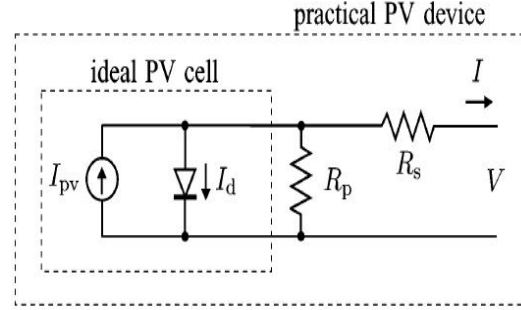 practical PV device
ideal PV cell
I
I_pv
I_d
R_p
R_s
V